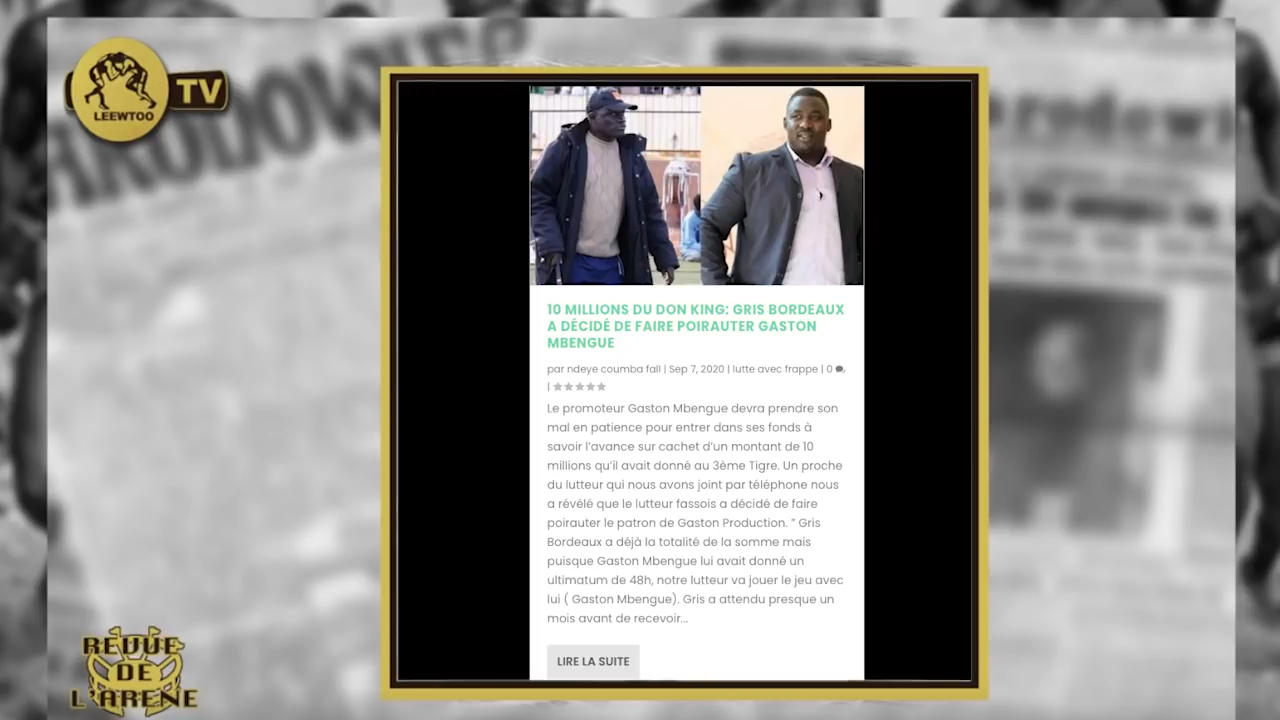 LEEWTOO
TV
10 MILLIONS DU DON KING: GRIS BORDEAUX
A DÉCIDÉ DE FAIRE POIRAUTER GASTON
MBENGUE
par ndeye coumba fall | Sep 7, 2020 | lutte avec frappe | 0
|
Le promoteur Gaston Mbengue devra prendre son
mal en patience pour entrer dans ses fonds à
savoir l’avance sur cachet d’un montant de 10
millions qu’il avait donné au 3ème Tigre. Un proche
du lutteur qui nous avons joint par téléphone nous
a révélé que le lutteur fassois a décidé de faire
poirauter le patron de Gaston Production. ” Gris
Bordeaux a déjà la totalité de la somme mais
puisque Gaston Mbengue lui avait donné un
ultimatum de 48h, notre lutteur va jouer le jeu avec
lui ( Gaston Mbengue). Gris a attendu presque un
mois avant de recevoir...
LIRE LA SUITE
REVUE
DE
L'ARENE